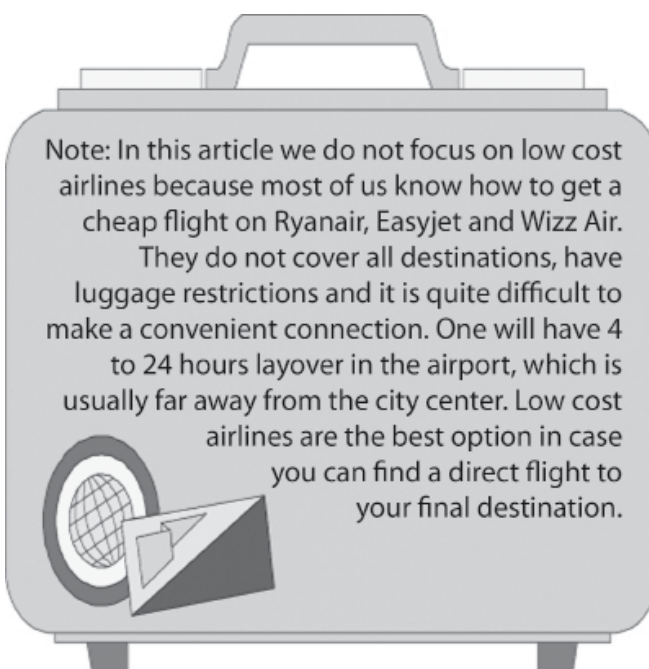 Note: In this article we do not focus on low cost
airlines because most of us know how to get a
cheap flight on Ryanair, Easyjet and Wizz Air.
They do not cover all destinations, have
luggage restrictions and it is quite difficult to
make a convenient connection. One will have 4
to 24 hours layover in the airport, which is
usually far away from the city center. Low cost
airlines are the best option in case
you can find a direct flight to
your final destination.